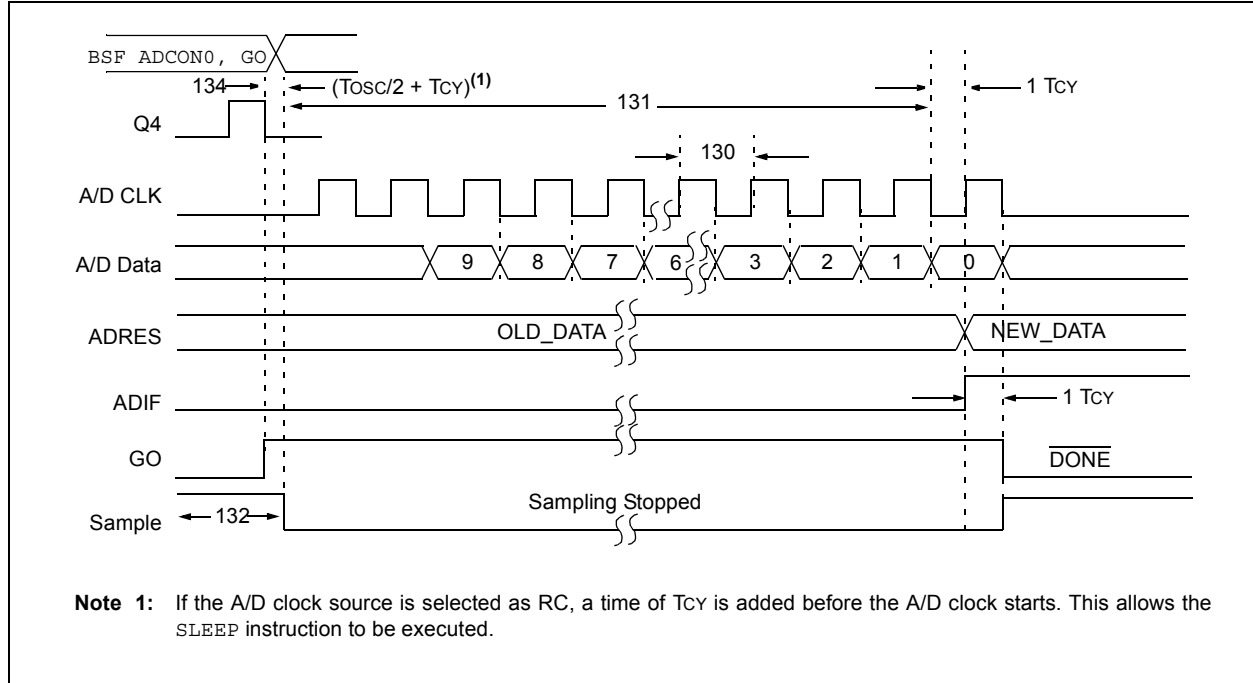 BSF ADCON0, GO
134 (TOSC/2 + TCY)(1) 1 TCY
131
Q4
130
A/D CLK
A/D Data 9 8 7 6 3 2 1 0
OLD_DATA NEW_DATA
ADRES
ADIF 1 TCY
GO DONE
Sampling Stopped
Sample 132
Note 1: If the A/D clock source is selected as RC, a time of TCY is added before the A/D clock starts. This allows the
SLEEP instruction to be executed.